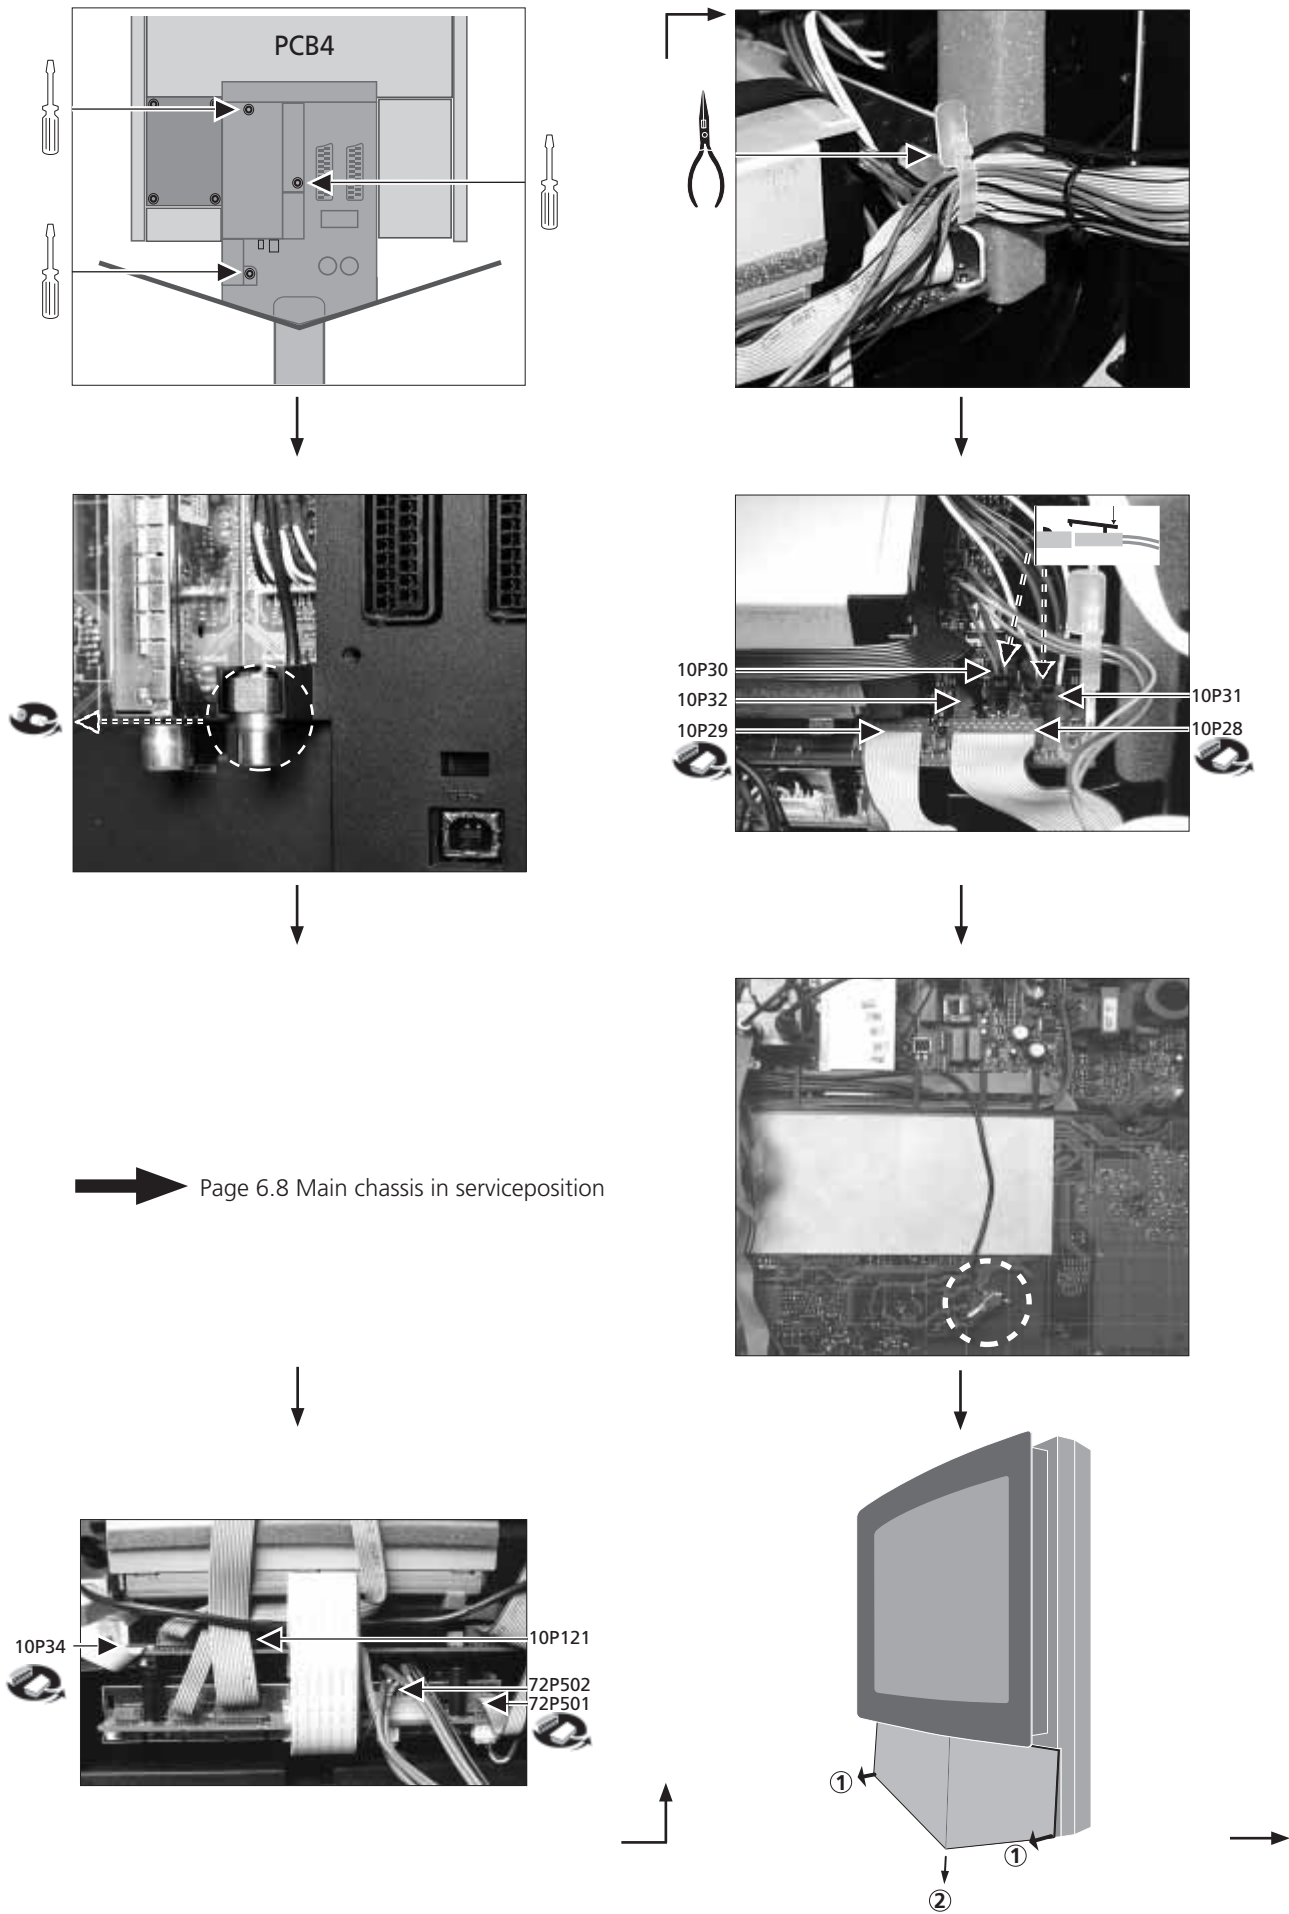 PCB4
Page 6.8 Main chassis in serviceposition
10P34
10P121
72P502
72P501
10P30
10P32
10P29
10P31
10P28
1
1
2